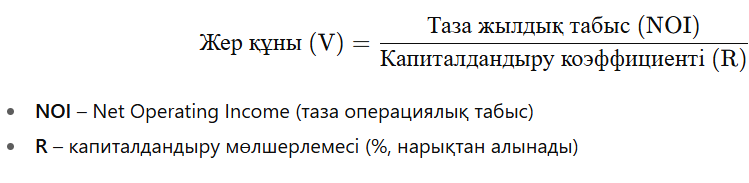 Жер құны (V) = Таза жылдық табыс (NOI) / Капиталдандыру коэффициенті (R)
• NOI – Net Operating Income (таза операциялық табыс)
• R – капиталдандыру мөлшерлемесі (%, нарықтан алынады)